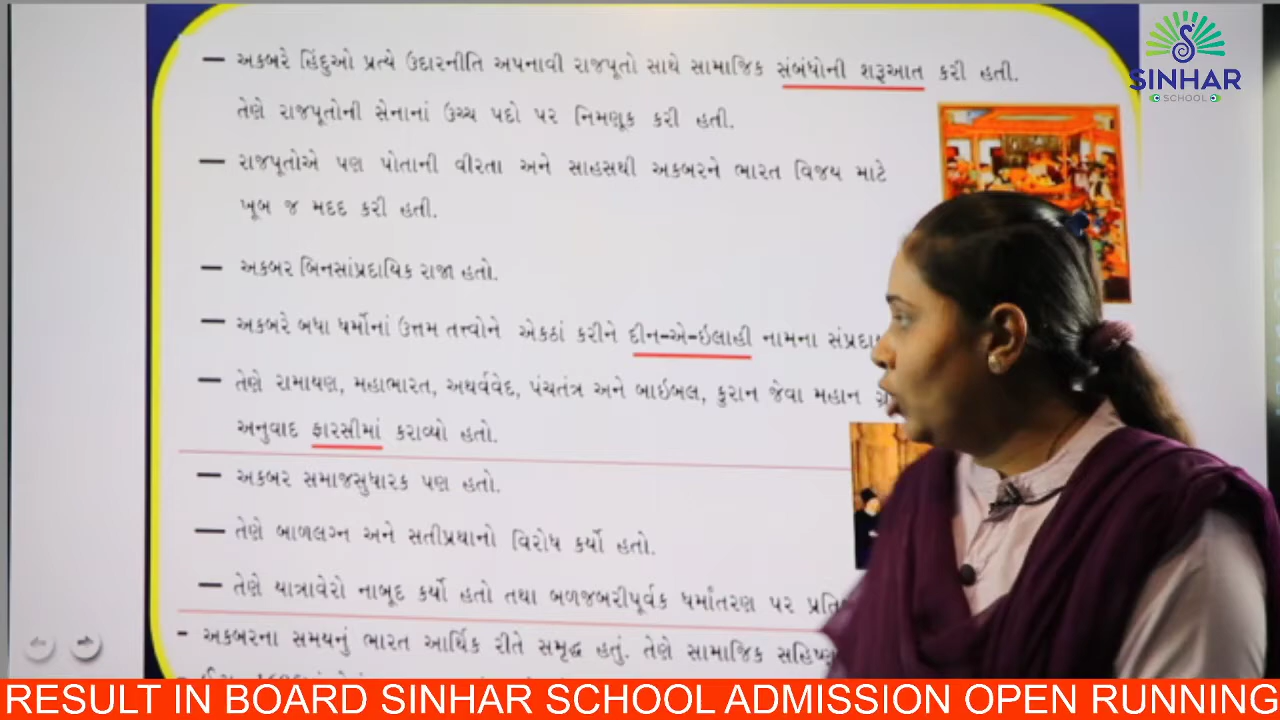 SINHAR
SCHOOL
અકબરે હિંદુઓ પ્રત્યે ઉદારનીતિ અપનાવી રાજપૂતો સાથે સામાજિક સંબંધોની શરૂઆત કરી હતી.
તેણે રાજપૂતોની સેનાનાં ઉચ્ચ પદો પર નિમણૂક કરી હતી.
રાજપૂતોએ પણ પોતાની વીરતા અને સાહસથી અકબરને ભારત વિજય માટે
ખૂબ જ મદદ કરી હતી.
અકબર બિનસાંપ્રદાયિક રાજા હતો.
અકબરે બધા ધર્મોનાં ઉત્તમ તત્ત્વોને એકઠાં કરીને દીન-એ-ઇલાહી નામના
તેણે રામાયણ, મહાભારત, અથર્વવેદ, પંચતંત્ર અને બાઇબલ, કુરાન જેવા મહાન
અનુવાદ ફારસીમાં કરાવ્યો હતો.
અકબર સમાજસુધારક પણ હતો.
તેણે બાળલગ્ન અને સતીપ્રથાનો વિરોધ કર્યો હતો.
તેણે યાત્રાવેરો નાબૂદ કર્યો હતો તથા બળજબરીપૂર્વક ધર્માંતરણ પર
- અકબરના સમયનું ભારત આર્થિક રીતે સમૃદ્ધ હતું. તેણે સામાજિક
RESULT IN BOARD SINHAR SCHOOL ADMISSION OPEN RUNNING